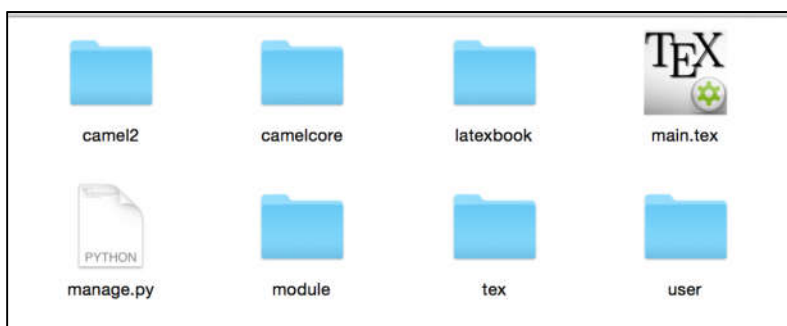 TEX
camel2 camelcore latexbook main.tex
PYTHON
manage.py module tex user